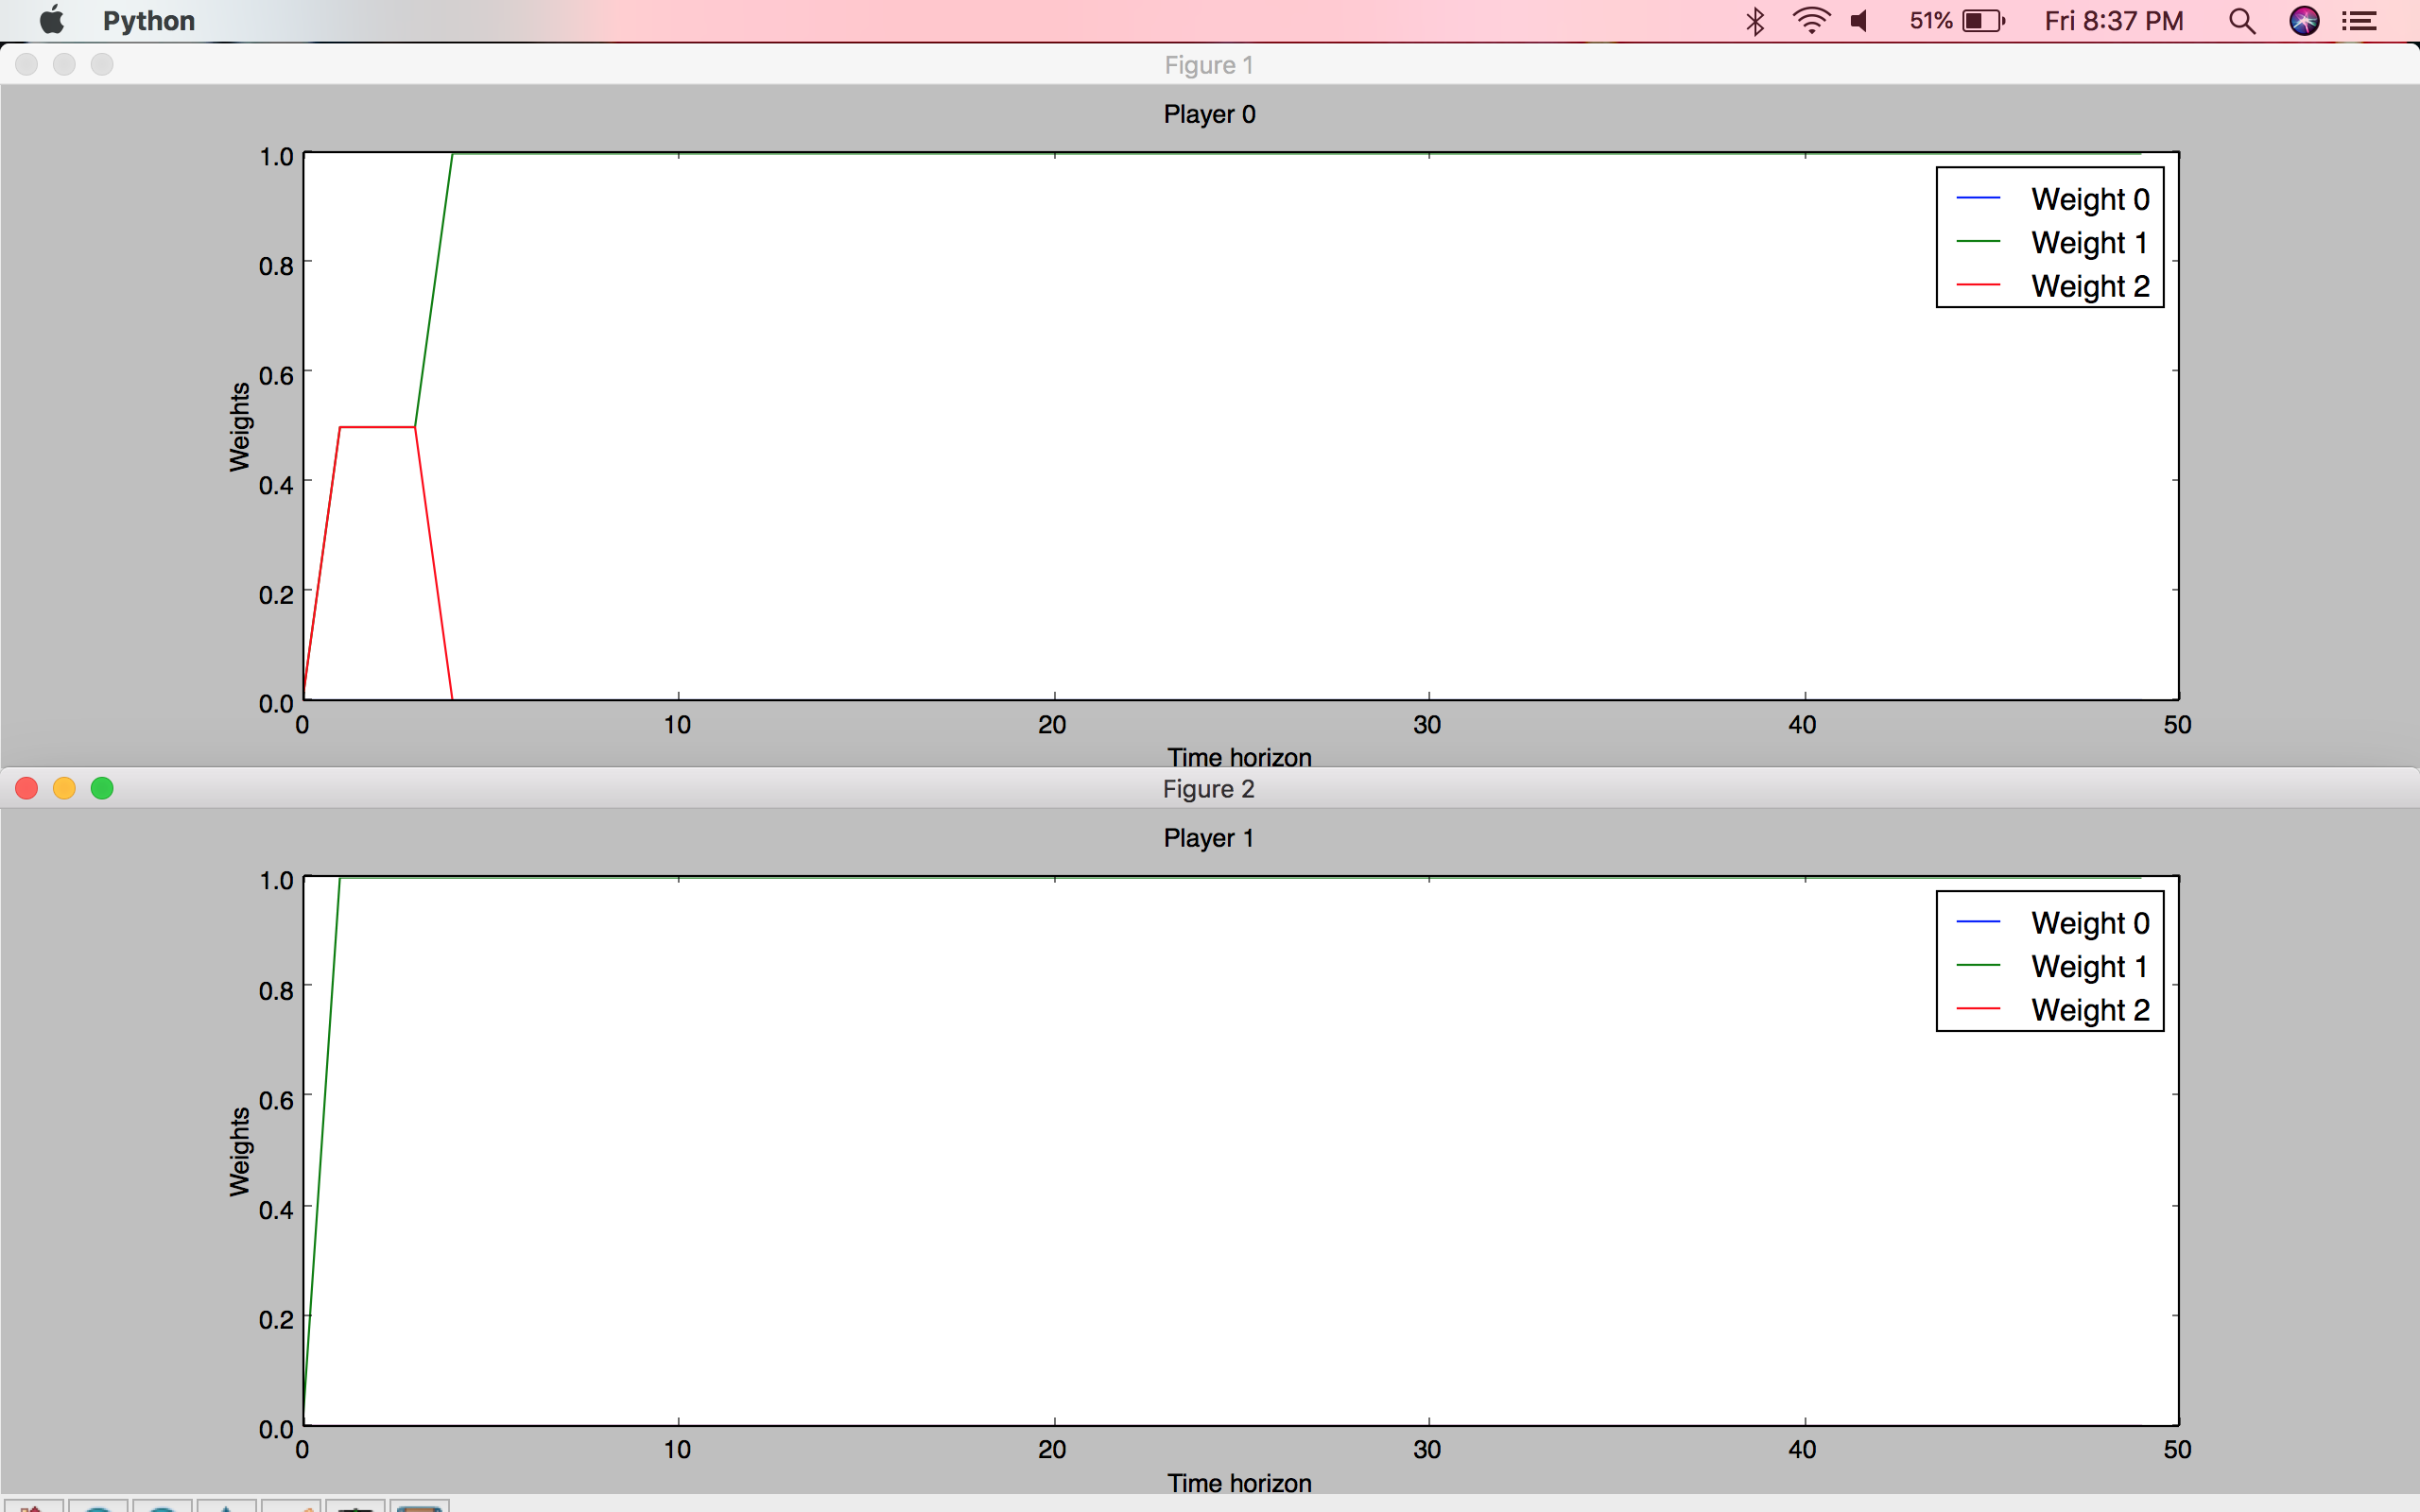 Python 51% Fri 8:37 PM
Figure 1
Player 0
1.0
0.8
0.6
0.4
0.2
0.0
Weights
Weight 0
Weight 1
Weight 2
0 10 20 30 40 50
Time horizon
Figure 2
Player 1
1.0
0.8
0.6
0.4
0.2
0.0
Weights
Weight 0
Weight 1
Weight 2
0 10 20 30 40 50
Time horizon